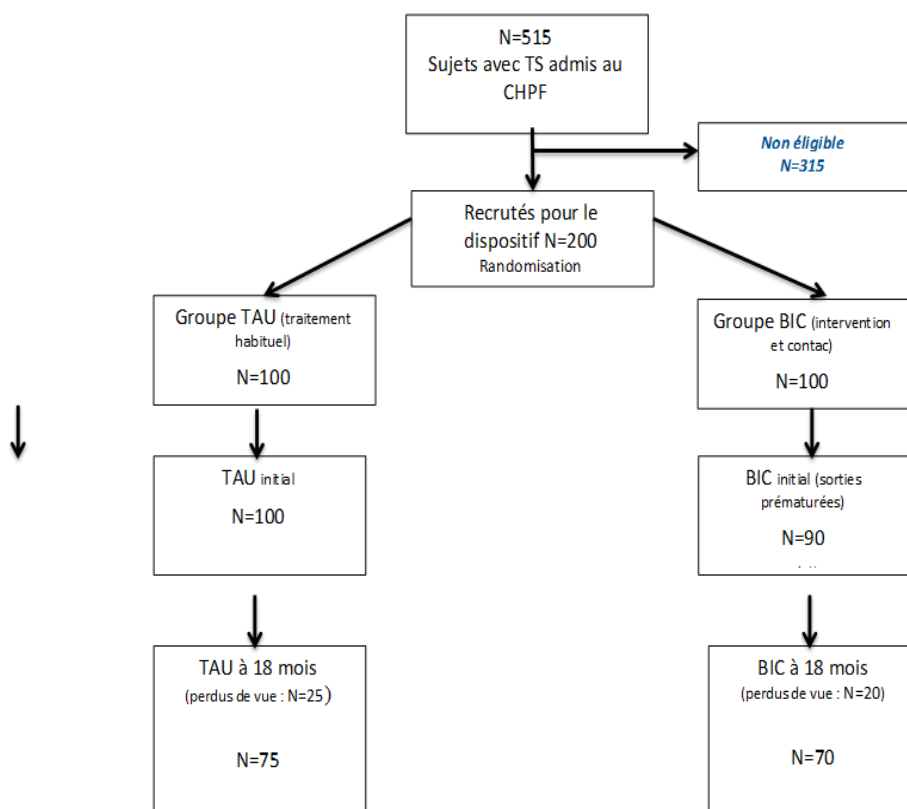 N=515
Sujets avec TS admis au
CHPF
Non éligible
N=315
Recrutés pour le
dispositif N=200
Randomisation
Groupe TAU (traitement
habituel)
N=100
Groupe BIC (intervention
et contac)
N=100
TAU initial
N=100
BIC initial (sorties
prématurées)
N=90
TAU à 18 mois
(perdus de vue : N=25)
N=75
BIC à 18 mois
(perdus de vue : N=20)
N=70